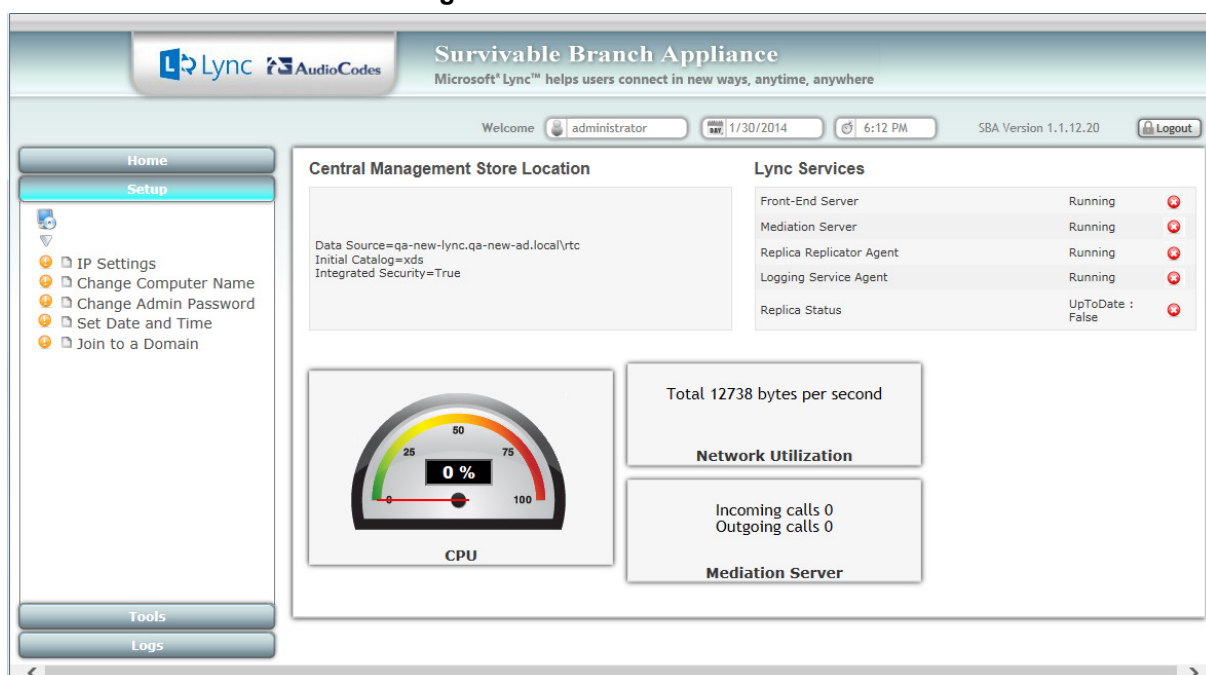 Lync AudioCodes
Survivable Branch Appliance
Microsoft® Lync™ helps users connect in new ways, anytime, anywhere
Welcome administrator 1/30/2014 6:12 PM SBA Version 1.1.12.20 Logout
Home
Setup
IP Settings
Change Computer Name
Change Admin Password
Set Date and Time
Join to a Domain
Tools
Logs
Central Management Store Location
Data Source=qa-new-lync.qa-new-ad.local\rtc
Initial Catalog=xds
Integrated Security=True
Lync Services
Front-End Server Running
Mediation Server Running
Replica Replicator Agent Running
Logging Service Agent Running
Replica Status UpToDate :
False
0
25
50
75
100
0 %
CPU
Total 12738 bytes per second
Network Utilization
Incoming calls 0
Outgoing calls 0
Mediation Server